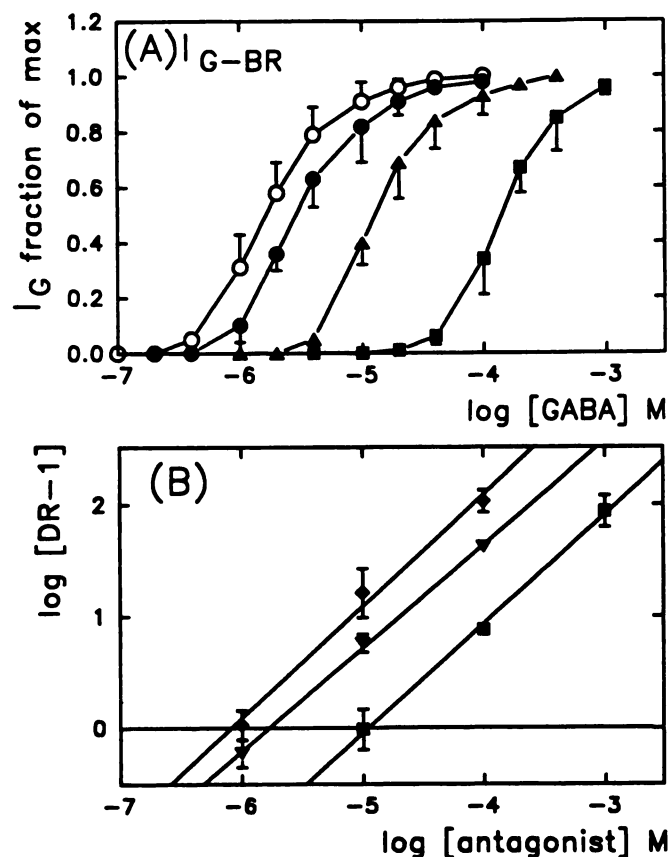 (A) I G-BR
I G fraction of max
1.2
1.0
0.8
0.6
0.4
0.2
0.0
-7 -6 -5 -4 -3
log [GABA] M
(B)
log [DR-1]
2
1
0
-7 -6 -5 -4 -3
log [antagonist] M